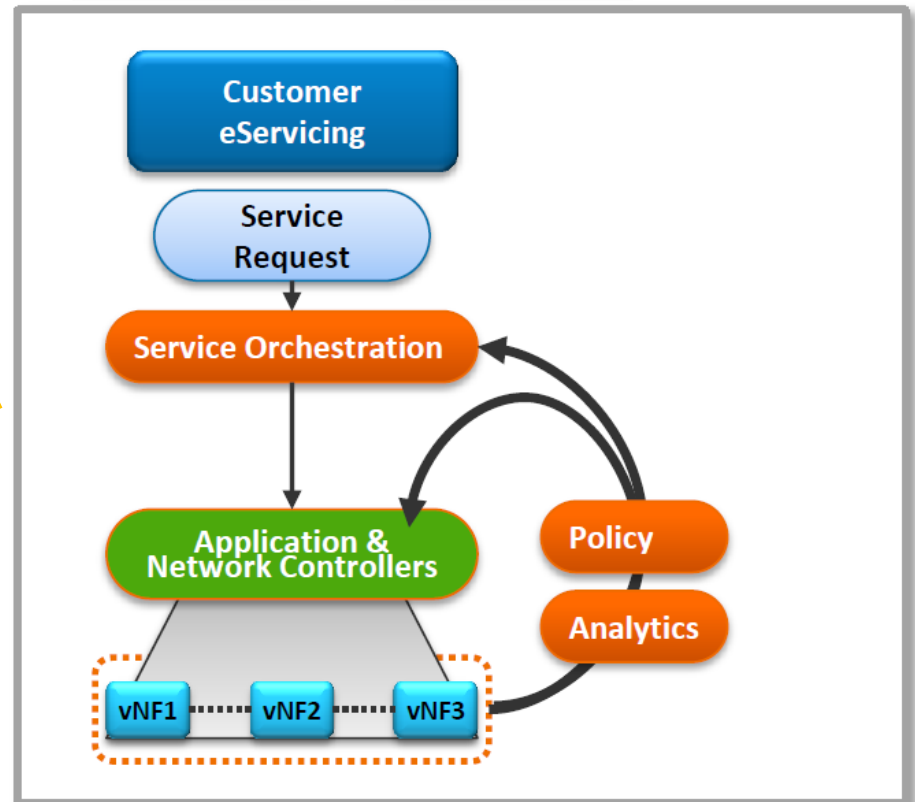 Customer
eServicing
Service
Request
Service Orchestration
Application &
Network Controllers
Policy
Analytics
vNF1
vNF2
vNF3